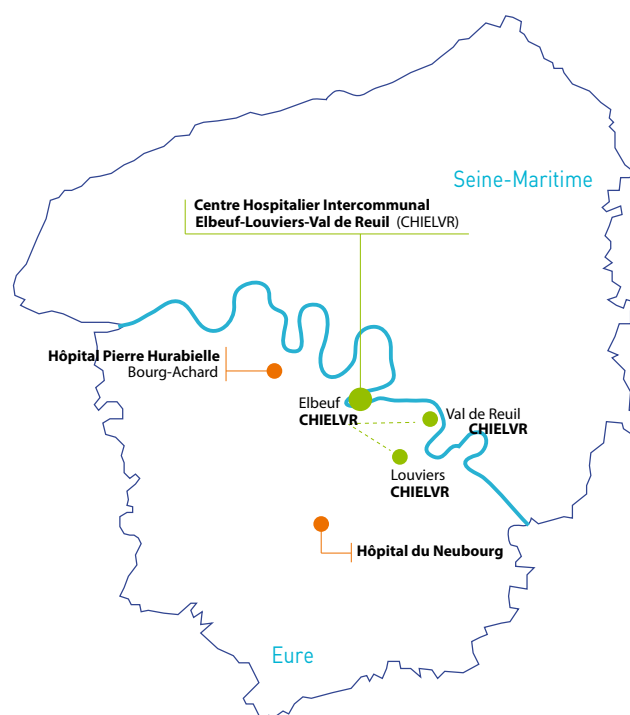 Seine-Maritime
Centre Hospitalier Intercommunal
Elbeuf-Louviers-Val de Reuil (CHIELVR)
Hôpital Pierre Hurabielle
Bourg-Achard
Elbeuf
CHIELVR
Val de Reuil
CHIELVR
Louviers
CHIELVR
Hôpital du Neubourg
Eure